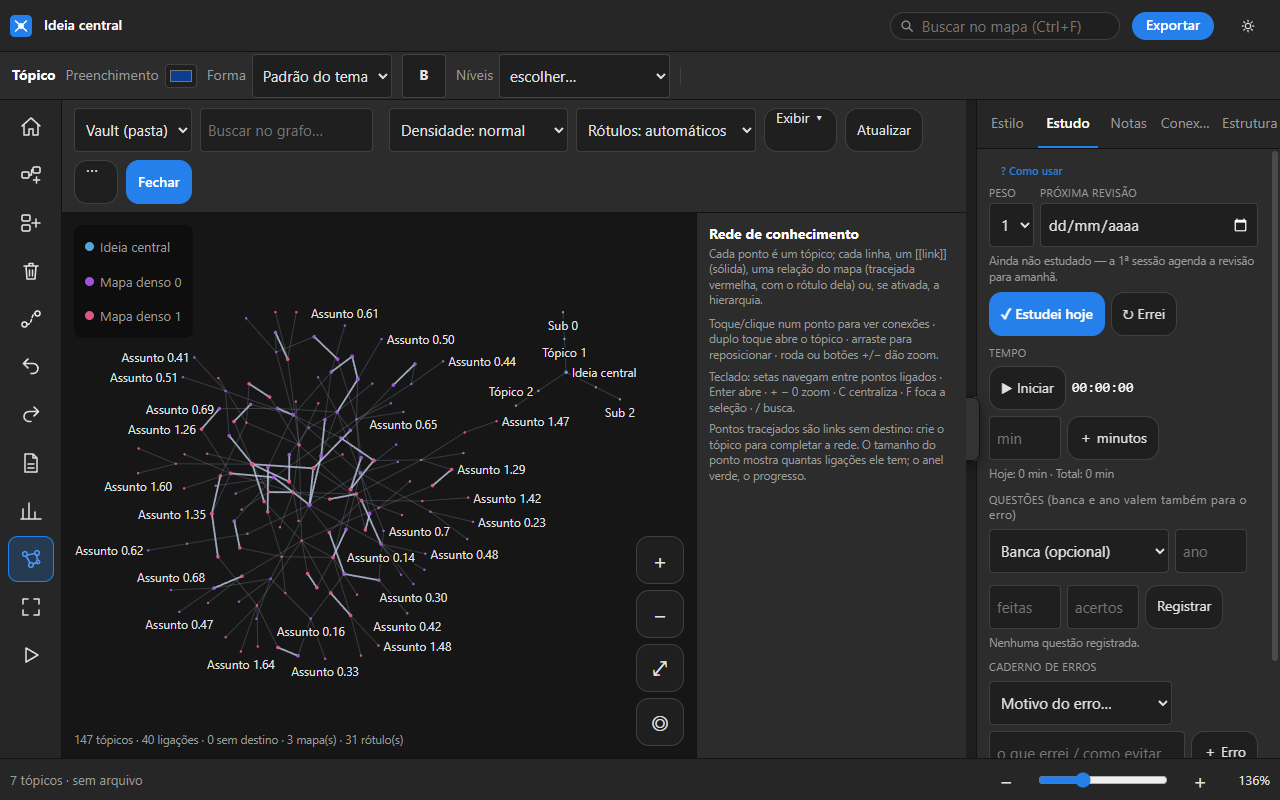 Ideia central
Buscar no mapa (Ctrl+F)
Exportar
Tópico
Preenchimento
Forma
Padrão do tema
B
Níveis
escolher...
Vault (pasta)
Buscar no grafo...
Densidade: normal
Rótulos: automáticos
Exibir ▾
Atualizar
...
Fechar
Ideia central
Mapa denso 0
Mapa denso 1
Assunto 0.61
Assunto 0.50
Assunto 0.41
Assunto 0.44
Assunto 0.51
Assunto 0.69
Assunto 0.65
Assunto 1.26
Assunto 1.47
Assunto 1.29
Assunto 1.60
Assunto 1.42
Assunto 1.35
Assunto 0.23
Assunto 0.7
Assunto 0.62
Assunto 0.48
Assunto 0.14
Assunto 0.68
Assunto 0.30
Assunto 0.47
Assunto 0.16
Assunto 0.42
Assunto 1.48
Assunto 1.64
Assunto 0.33
Sub 0
Tópico 1
Ideia central
Tópico 2
Sub 2
+
−
147 tópicos · 40 ligações · 0 sem destino · 3 mapa(s) · 31 rótulo(s)
Rede de conhecimento
Cada ponto é um tópico; cada linha, um [[link]]
(sólida), uma relação do mapa (tracejada
vermelha, com o rótulo dela) ou, se ativada, a
hierarquia.
Toque/clique num ponto para ver conexões ·
duplo toque abre o tópico · arraste para
reposicionar · roda ou botões +/− dão zoom.
Teclado: setas navegam entre pontos ligados ·
Enter abre · + − 0 zoom · C centraliza · F foca a
seleção · / busca.
Pontos tracejados são links sem destino: crie o
tópico para completar a rede. O tamanho do
ponto mostra quantas ligações ele tem; o anel
verde, o progresso.
Estilo
Estudo
Notas
Conex...
Estrutura
? Como usar
PESO
PRÓXIMA REVISÃO
1
dd/mm/aaaa
Ainda não estudado — a 1ª sessão agenda a revisão
para amanhã.
✓ Estudei hoje
↻ Errei
TEMPO
▶ Iniciar
00:00:00
min
+ minutos
Hoje: 0 min · Total: 0 min
QUESTÕES (banca e ano valem também para o
erro)
Banca (opcional)
ano
feitas
acertos
Registrar
Nenhuma questão registrada.
CADERNO DE ERROS
Motivo do erro...
o que errei / como evitar
+ Erro
7 tópicos · sem arquivo
−
+
136%